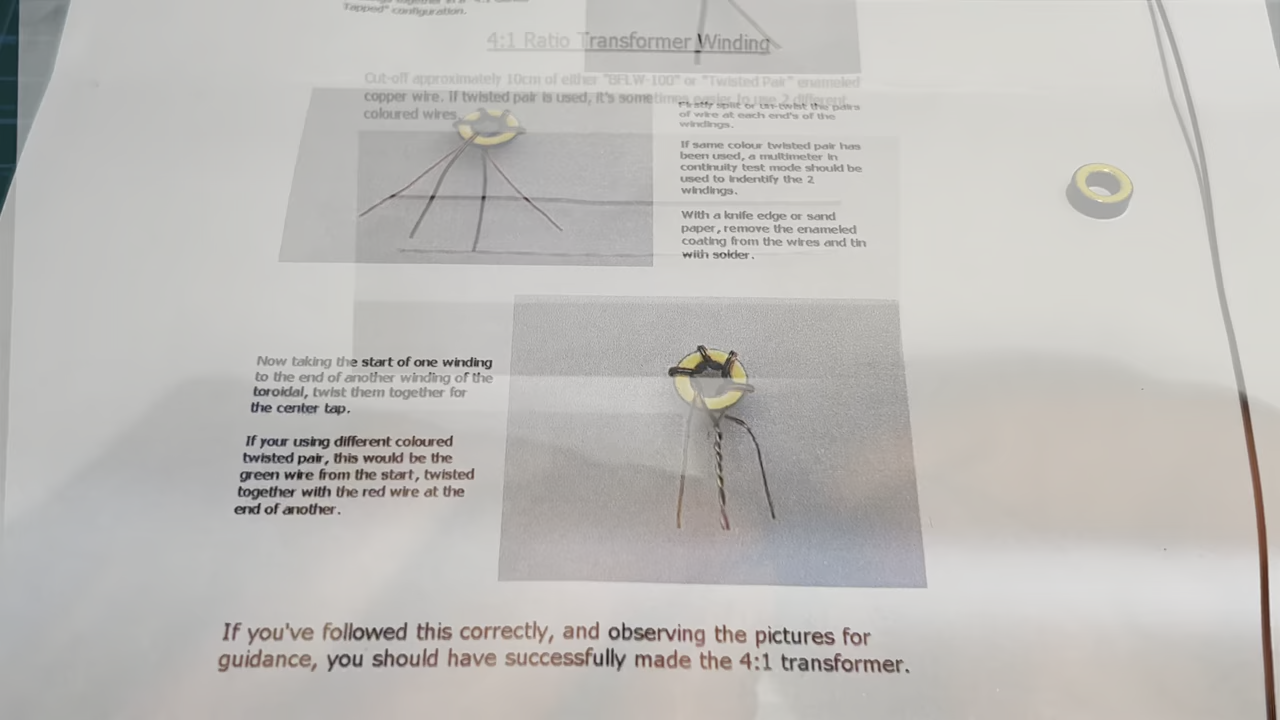 Tapped" configuration.
4:1 Ratio Transformer Winding
Cut-off approximately 10cm of either "BFLW-100" or "Twisted Pair" enameled
copper wire. If twisted pair is used, it's sometimes easier to use 2 different
coloured wires.
Firstly split or un-twist the pairs
of wire at each end's of the
windings.
If same colour twisted pair has
been used, a multimeter in
continuity test mode should be
used to indentify the 2
windings.
With a knife edge or sand
paper, remove the enameled
coating from the wires and tin
with solder.
Now taking the start of one winding
to the end of another winding of the
toroidal, twist them together for
the center tap.
If your using different coloured
twisted pair, this would be the
green wire from the start, twisted
together with the red wire at the
end of another.
If you've followed this correctly, and observing the pictures for
guidance, you should have successfully made the 4:1 transformer.